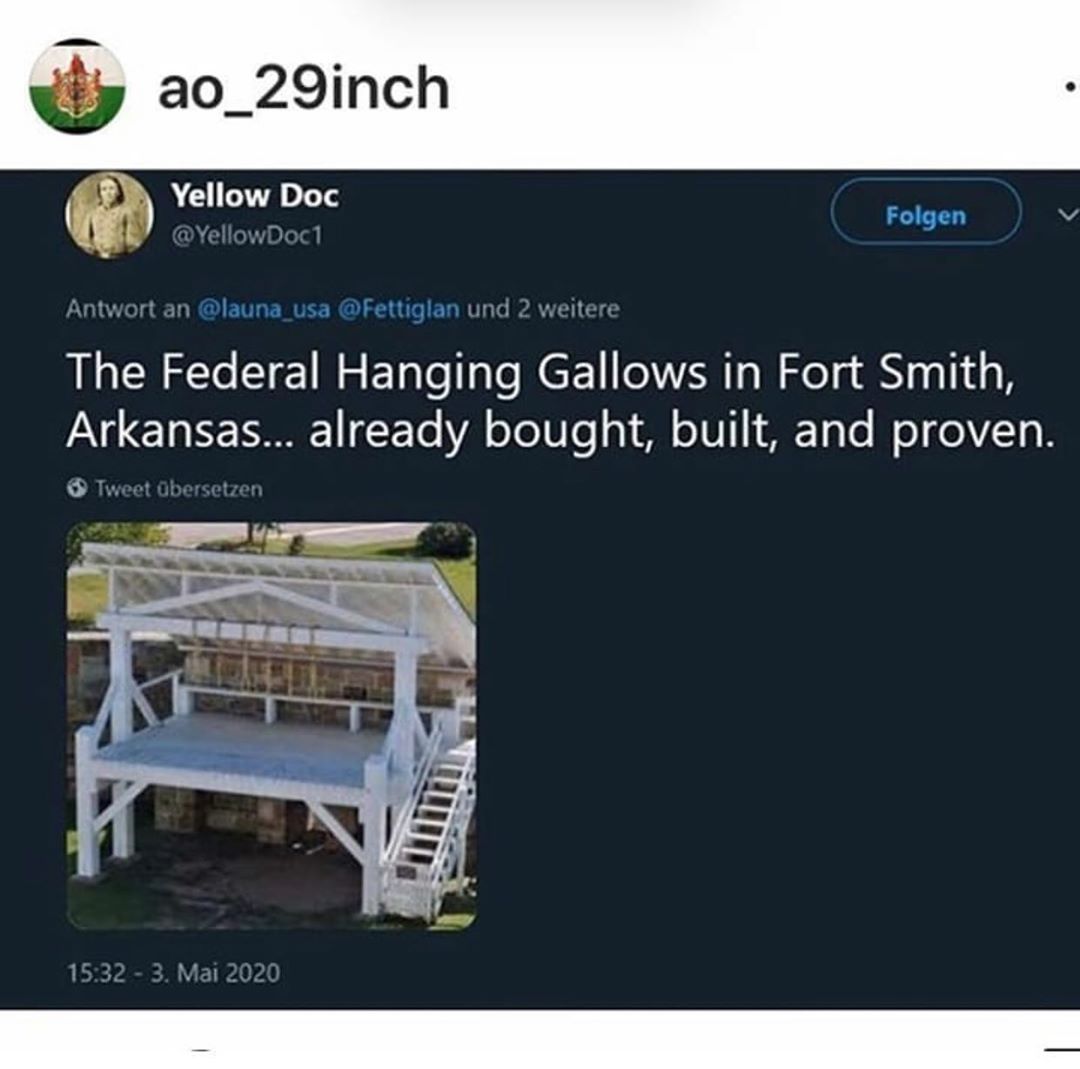 ao_29inch
Yellow Doc
@YellowDoc1
Folgen
Antwort an @launa_usa @Fettiglan und 2 weitere
The Federal Hanging Gallows in Fort Smith,
Arkansas... already bought, built, and proven.
Tweet übersetzen
15:32 - 3. Mai 2020